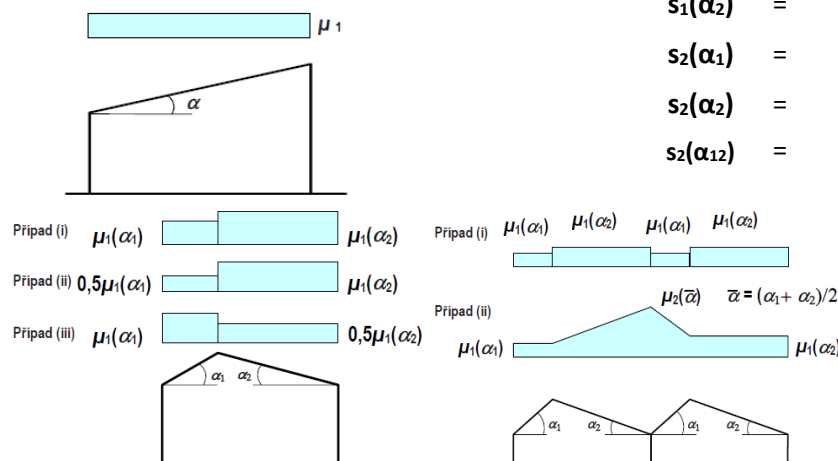 s₁(α₂) =
μ 1
s₂(α₁) =
α
s₂(α₂) =
s₂(α₁₂) =
Případ (i) μ₁(α₁) μ₁(α₂)
Případ (ii) 0,5μ₁(α₁) μ₁(α₂)
Případ (iii) μ₁(α₁) 0,5μ₁(α₂)
α₁ α₂
Případ (i) μ₁(α₁) μ₁(α₂) μ₁(α₁) μ₁(α₂)
μ₂(ᾱ) ᾱ = (α₁+ α₂)/2
Případ (ii)
μ₁(α₁) μ₁(α₂)
α₁ α₂ α₁ α₂